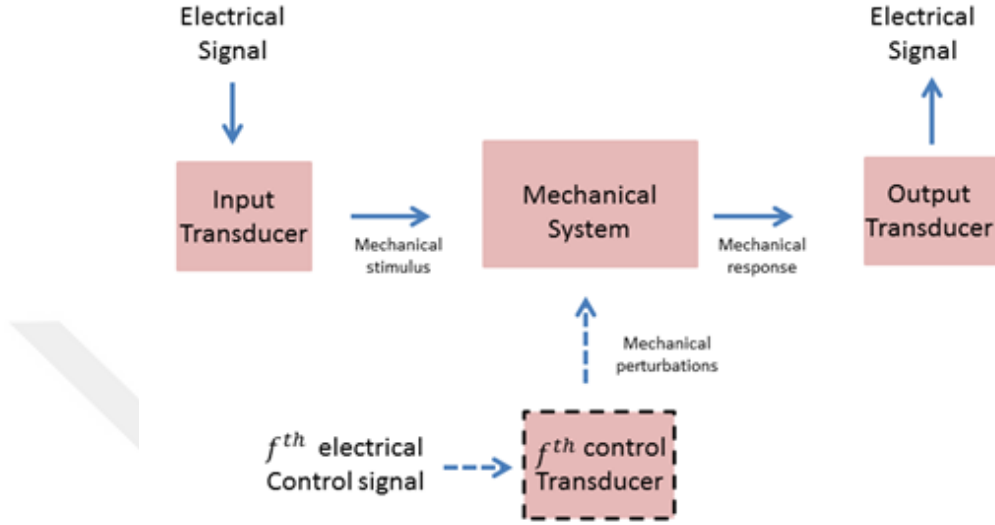 Electrical
Signal
Electrical
Signal
Input
Transducer
Mechanical
stimulus
Mechanical
System
Mechanical
response
Output
Transducer
Mechanical
perturbations
f^{th} electrical
Control signal
f^{th} control
Transducer